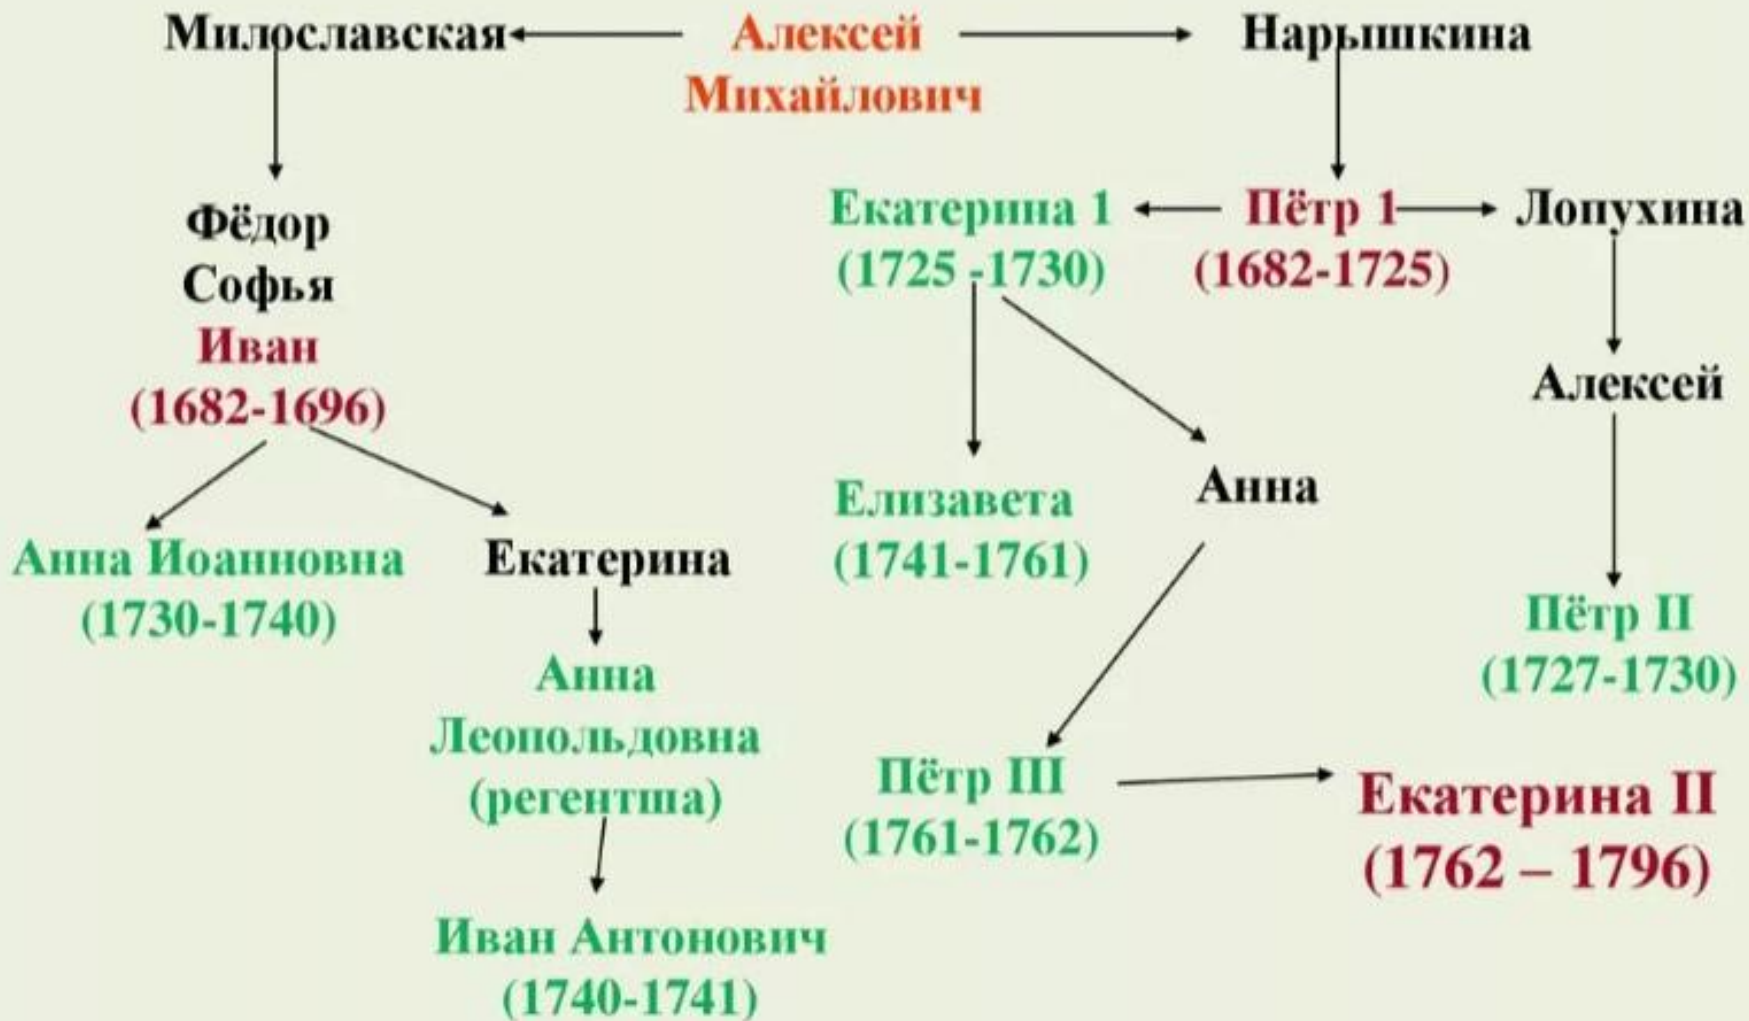 Милославская
Алексей
Михайлович
Нарышкина
Фёдор
Софья
Иван
(1682-1696)
Екатерина 1
(1725 -1730)
Пётр 1
(1682-1725)
Лопухина
Алексей
Анна Иоанновна
(1730-1740)
Екатерина
Елизавета
(1741-1761)
Анна
Пётр II
(1727-1730)
Анна
Леопольдовна
(регентша)
Пётр III
(1761-1762)
Екатерина II
(1762 – 1796)
Иван Антонович
(1740-1741)